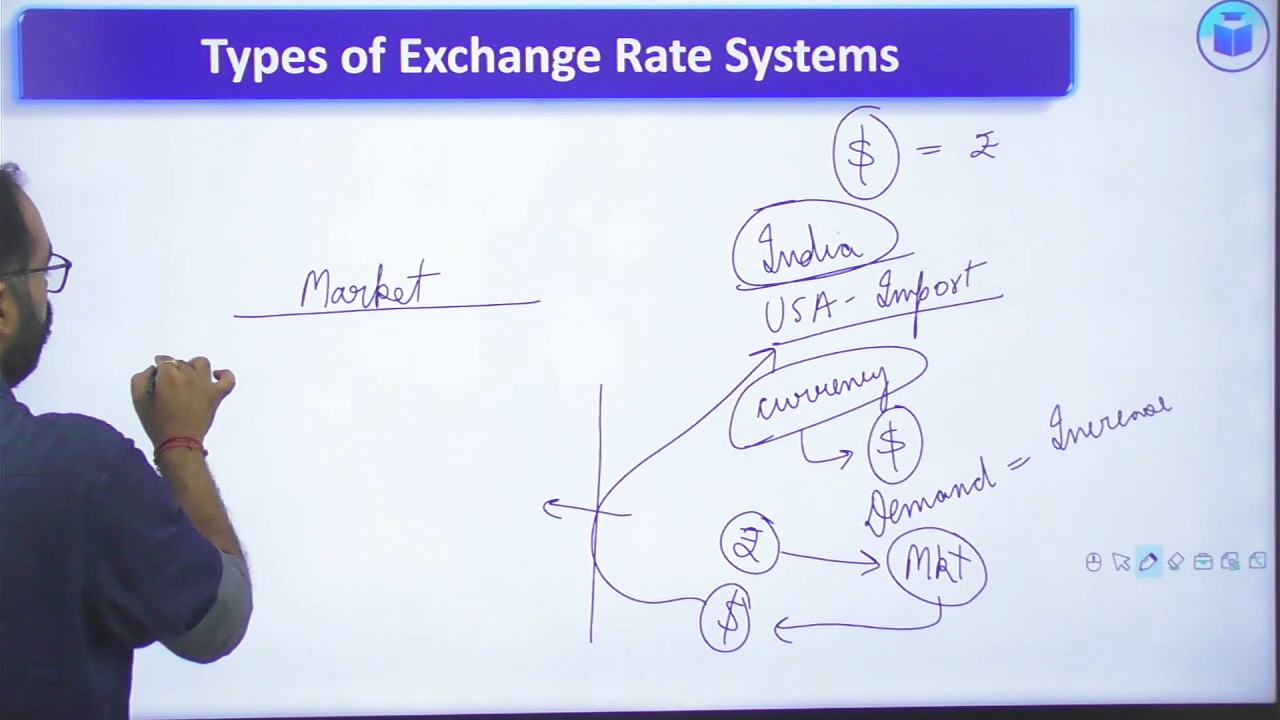 Types of Exchange Rate Systems
$ = ₹
India
USA - Import
Market
currency
$
Demand = Increase
₹
Mkt
$